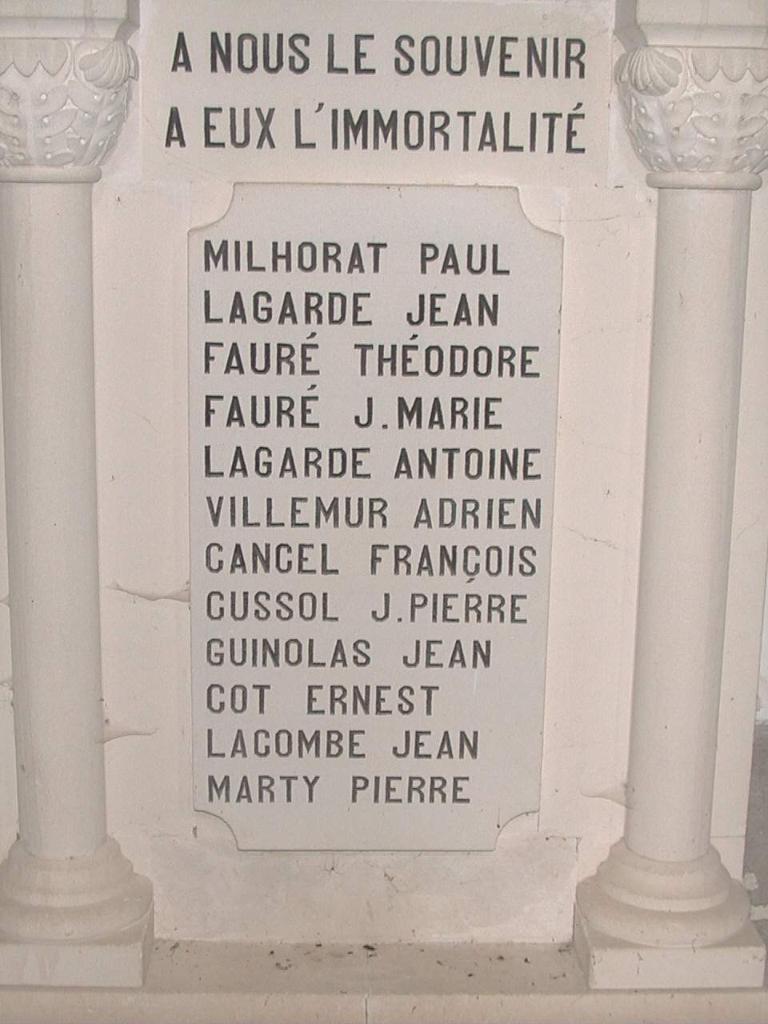 A NOUS LE SOUVENIR
A EUX L'IMMORTALITÉ
MILHORAT PAUL
LAGARDE JEAN
FAURÉ THÉODORE
FAURÉ J.MARIE
LAGARDE ANTOINE
VILLEMUR ADRIEN
CANCEL FRANÇOIS
CUSSOL J.PIERRE
GUINOLAS JEAN
COT ERNEST
LACOMBE JEAN
MARTY PIERRE